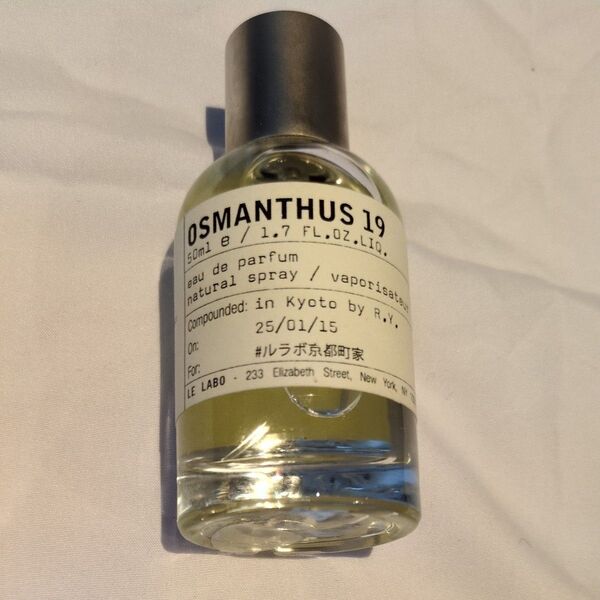 OSMANTHUS 19
50ml e / 1.7 FL.OZ.LIQ.
eau de parfum
natural spray / vaporisateur
Compounded: in Kyoto by R.Y.
On: 25/01/15
For: #ルラボ京都町家
LE LABO - 233 Elizabeth Street, New York, NY